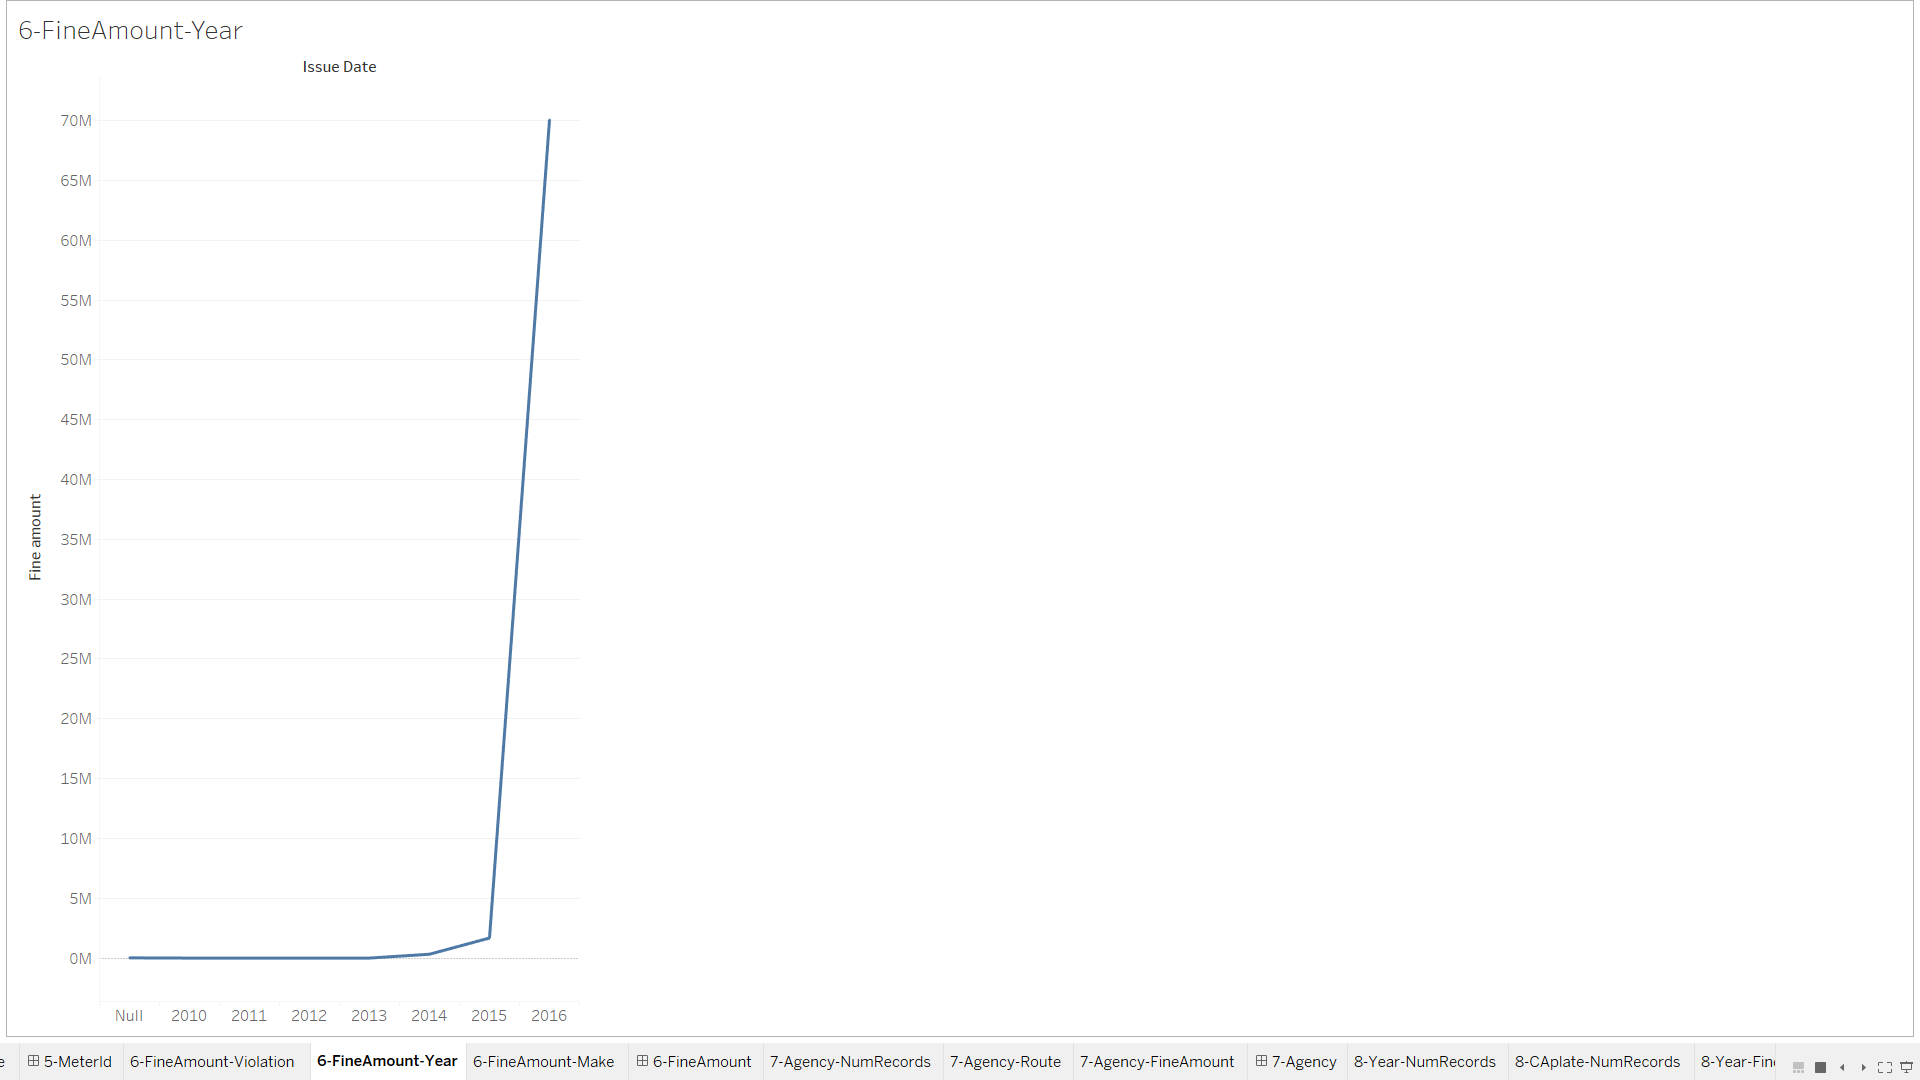 6-FineAmount-Year
Issue Date
70M
65M
60M
55M
50M
45M
40M
35M
30M
25M
20M
15M
10M
5M
0M
Fine amount
Null 2010 2011 2012 2013 2014 2015 2016
e 5-MeterId 6-FineAmount-Violation 6-FineAmount-Year 6-FineAmount-Make 6-FineAmount 7-Agency-NumRecords 7-Agency-Route 7-Agency-FineAmount 7-Agency 8-Year-NumRecords 8-CAplate-NumRecords 8-Year-Fin